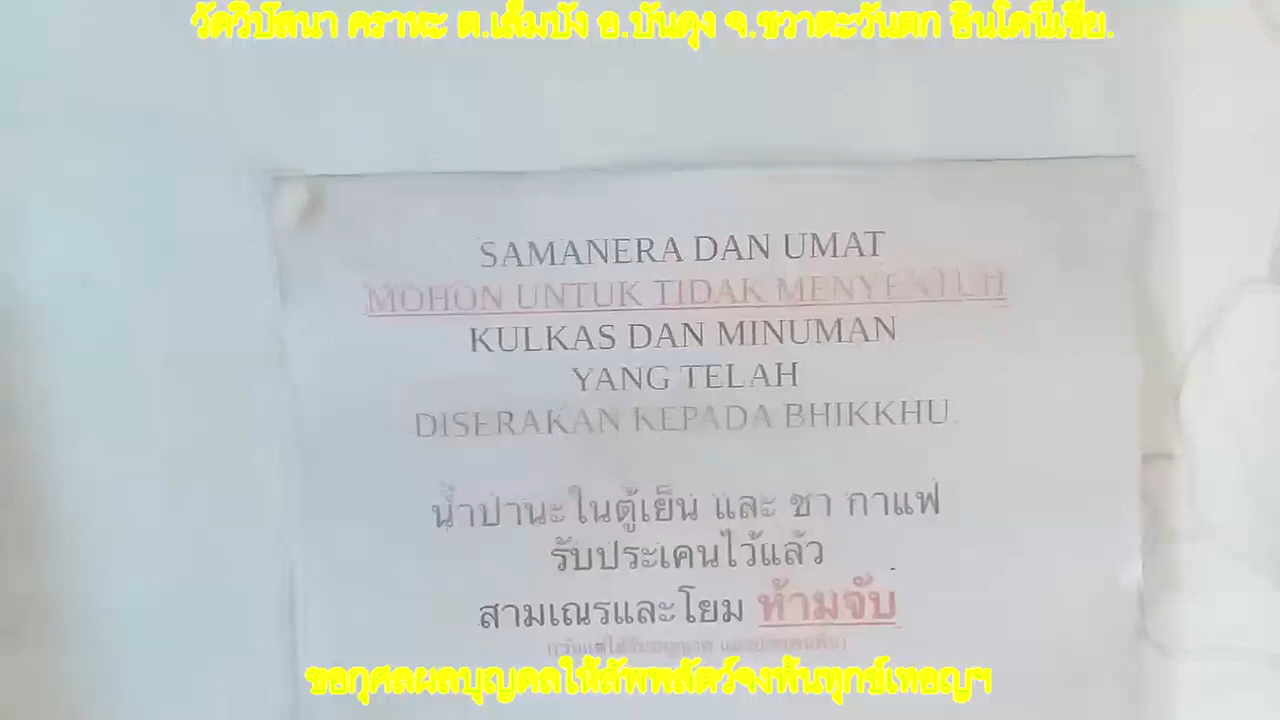 วัดวิปัสนา คราหะ ต.เล็มบัง อ.บันดุง จ.ชวาตะวันตก อินโดนีเซีย.
SAMANERA DAN UMAT
MOHON UNTUK TIDAK MENYENTUH
KULKAS DAN MINUMAN
YANG TELAH
DISERAKAN KEPADA BHIKKHU.
น้ำปานะในตู้เย็น และ ชา กาแฟ
รับประเคนไว้แล้ว
สามเณรและโยม ห้ามจับ
ขอกุศลผลบุญดลให้สัพพสัตว์จงพ้นทุกข์เทอญฯ